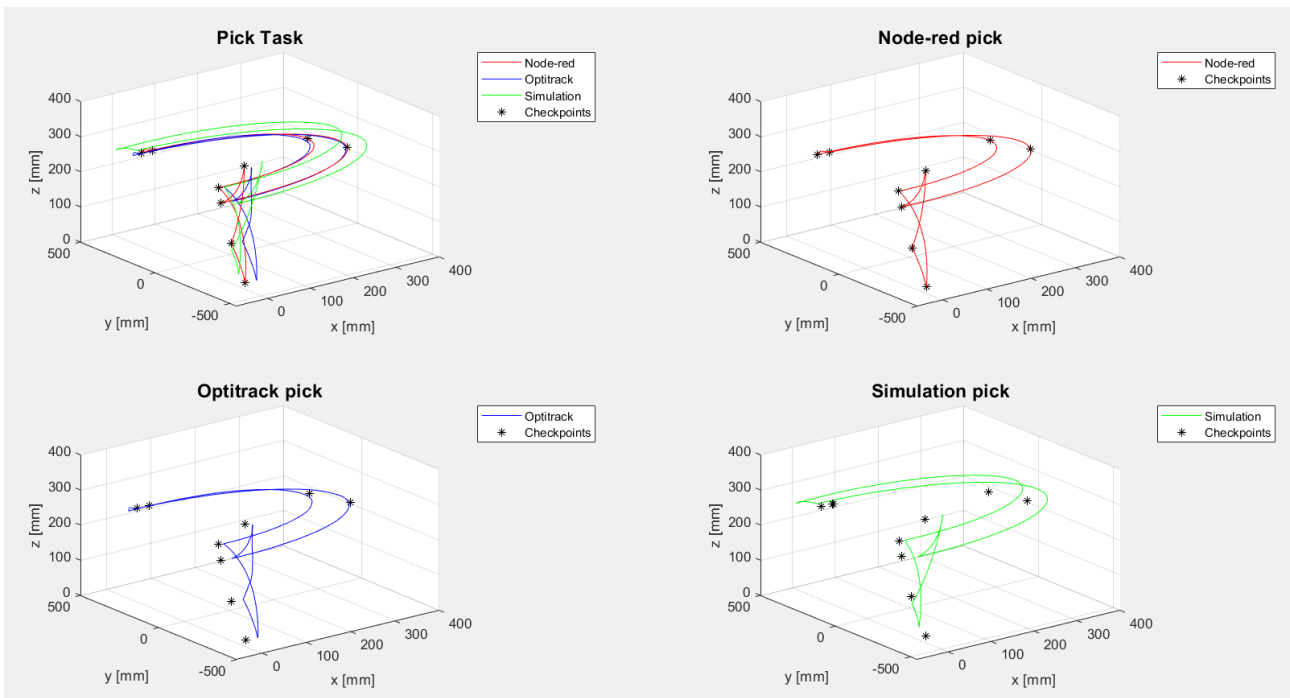 Pick Task
Node-red
Optitrack
Simulation
Checkpoints
400
300
200
100
0
z [mm]
500
0
-500
y [mm]
0
100
200
300
400
x [mm]
Node-red pick
Node-red
Checkpoints
400
300
200
100
0
z [mm]
500
0
-500
y [mm]
0
100
200
300
400
x [mm]
Optitrack pick
Optitrack
Checkpoints
400
300
200
100
0
z [mm]
500
0
-500
y [mm]
0
100
200
300
400
x [mm]
Simulation pick
Simulation
Checkpoints
400
300
200
100
0
z [mm]
500
0
-500
y [mm]
0
100
200
300
400
x [mm]